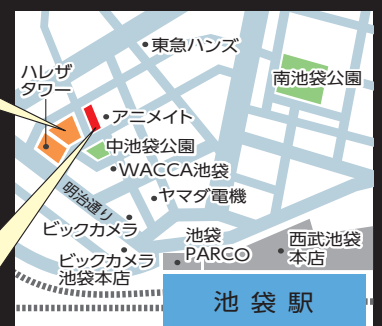 東急ハンズ
ハレザ
タワー
南池袋公園
アニメイト
中池袋公園
WACCA池袋
明治通り
ヤマダ電機
ビックカメラ
池袋
PARCO
西武池袋
本店
ビックカメラ
池袋本店
池袋駅